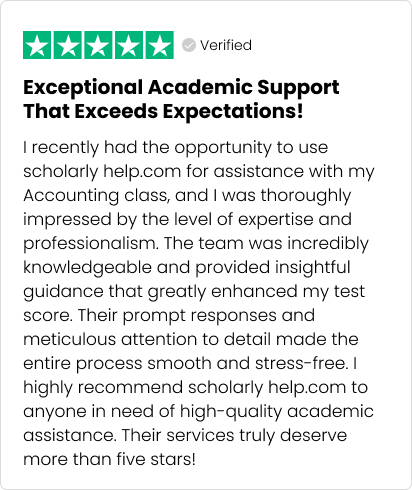 Verified
Exceptional Academic Support
That Exceeds Expectations!
I recently had the opportunity to use
scholarly help.com for assistance with my
Accounting class, and I was thoroughly
impressed by the level of expertise and
professionalism. The team was incredibly
knowledgeable and provided insightful
guidance that greatly enhanced my test
score. Their prompt responses and
meticulous attention to detail made the
entire process smooth and stress-free. I
highly recommend scholarly help.com to
anyone in need of high-quality academic
assistance. Their services truly deserve
more than five stars!